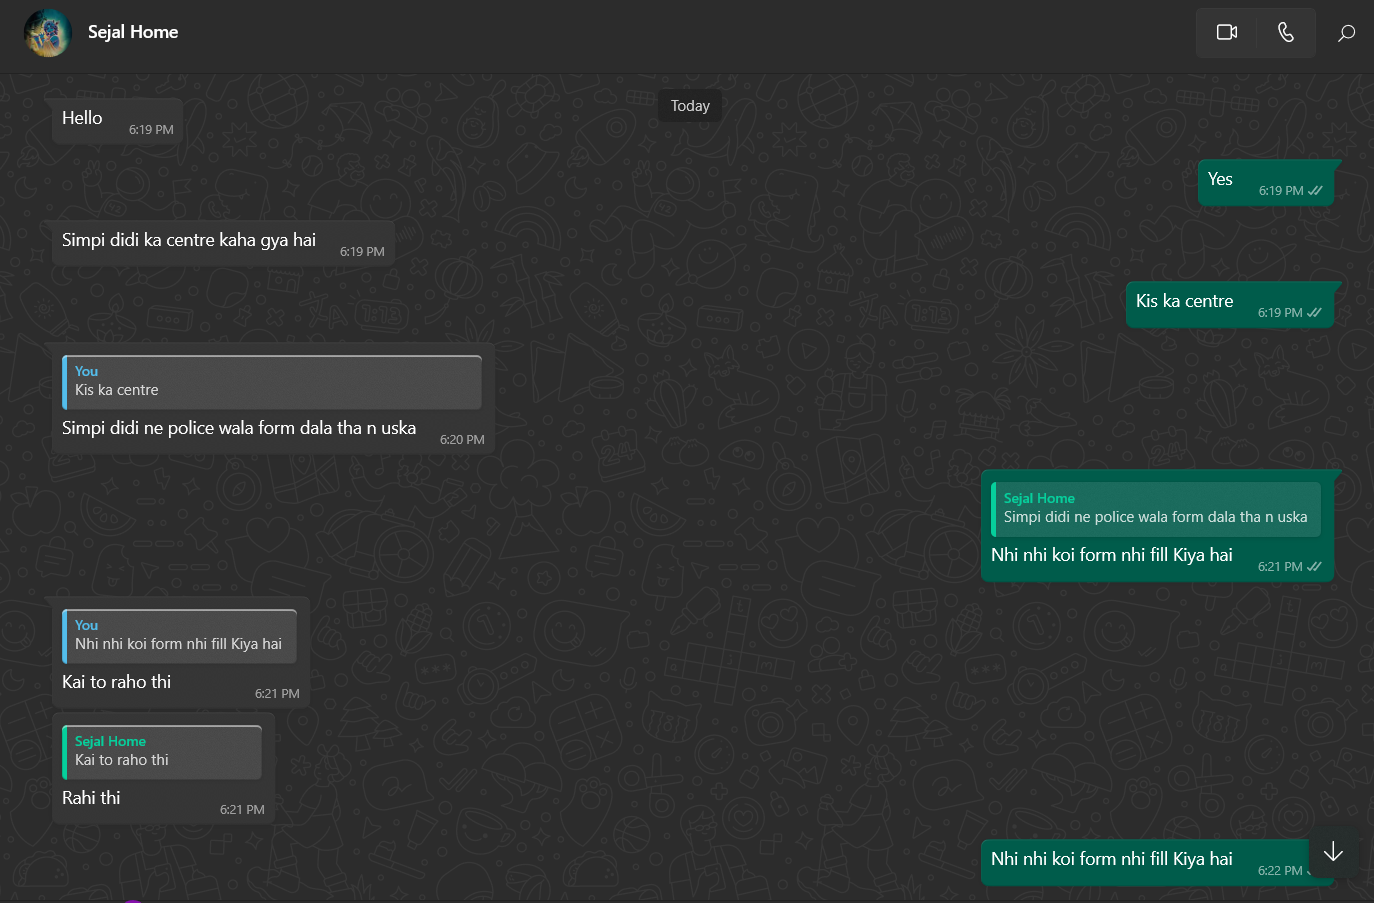 Sejal Home
Today
Hello
6:19 PM
Yes
6:19 PM
Simpi didi ka centre kaha gya hai
6:19 PM
Kis ka centre
6:19 PM
You
Kis ka centre
Simpi didi ne police wala form dala tha n uska
6:20 PM
Sejal Home
Simpi didi ne police wala form dala tha n uska
Nhi nhi koi form nhi fill Kiya hai
6:21 PM
You
Nhi nhi koi form nhi fill Kiya hai
Kai to raho thi
6:21 PM
Sejal Home
Kai to raho thi
Rahi thi
6:21 PM
Nhi nhi koi form nhi fill Kiya hai
6:22 PM